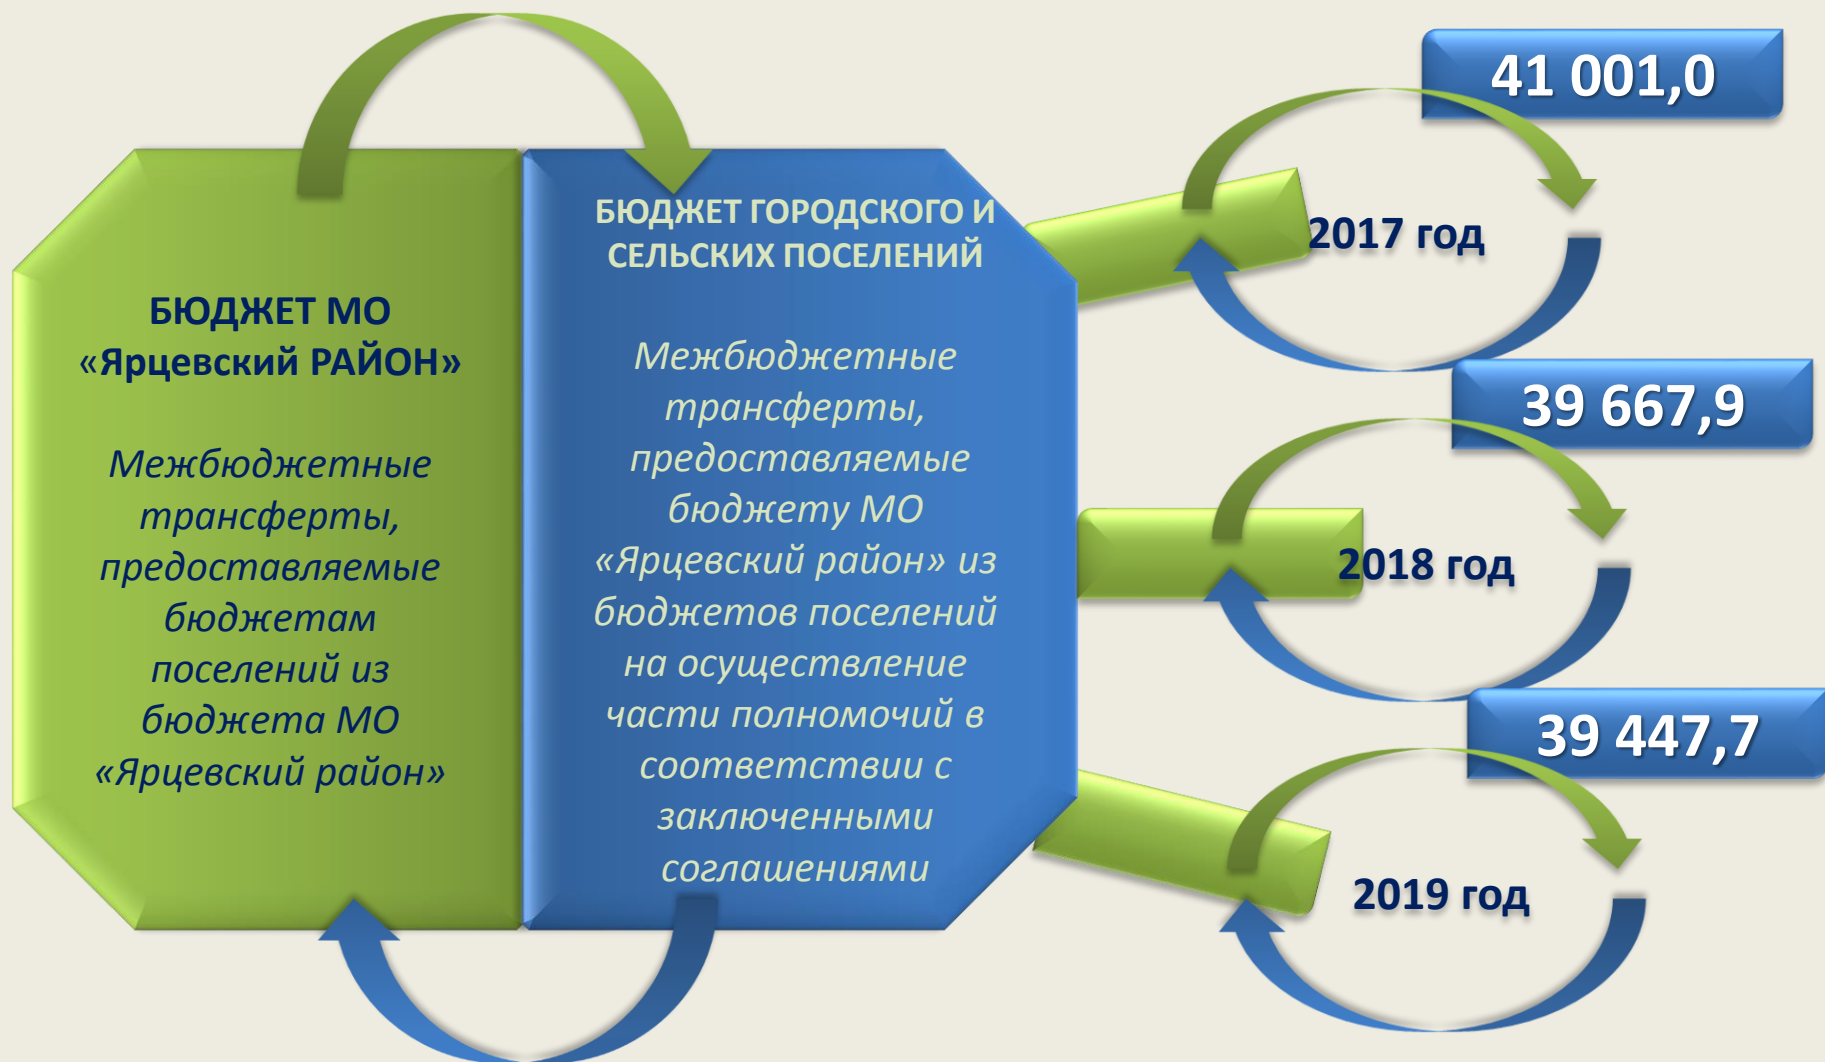 БЮДЖЕТ МО
«Ярцевский РАЙОН»
Межбюджетные
трансферты,
предоставляемые
бюджетам
поселений из
бюджета МО
«Ярцевский район»
БЮДЖЕТ ГОРОДСКОГО И
СЕЛЬСКИХ ПОСЕЛЕНИЙ
Межбюджетные
трансферты,
предоставляемые
бюджету МО
«Ярцевский район» из
бюджетов поселений
на осуществление
части полномочий в
соответствии с
заключенными
соглашениями
41 001,0
2017 год
39 667,9
2018 год
39 447,7
2019 год